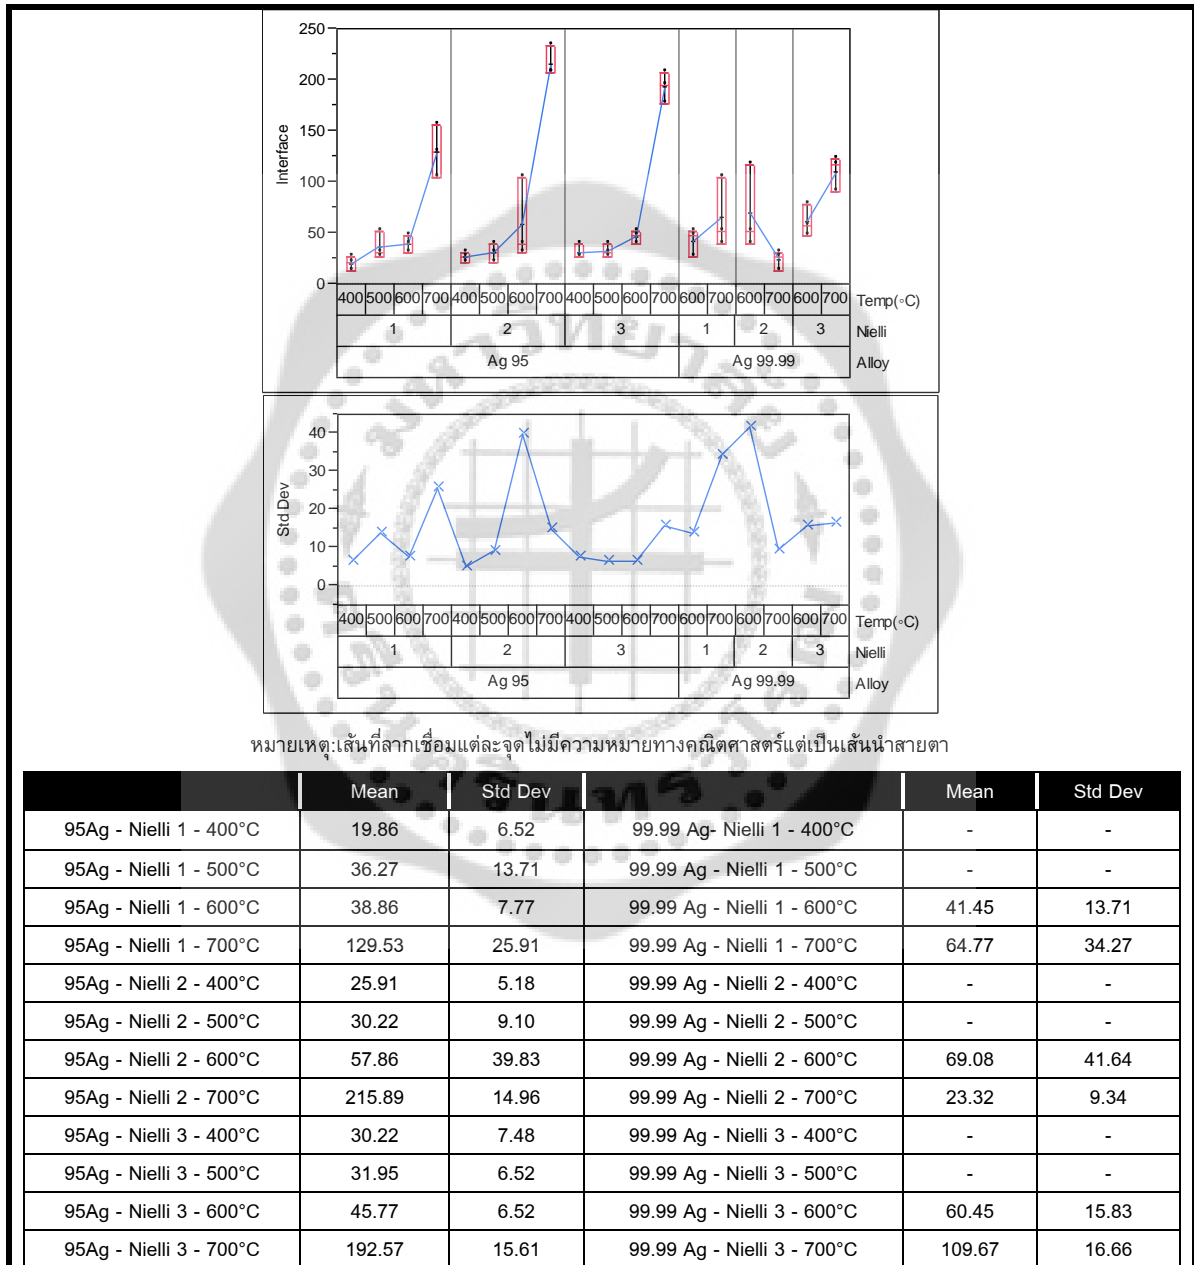 250
200
150
100
50
0
Interface
400 500 600 700 400 500 600 700 400 500 600 700 600 700 600 700 600 700 Temp(◦C)
1 2 3 1 2 3 Nielli
Ag 95 Ag 99.99 Alloy
40
30
20
10
0
Std Dev
400 500 600 700 400 500 600 700 400 500 600 700 600 700 600 700 600 700 Temp(◦C)
1 2 3 1 2 3 Nielli
Ag 95 Ag 99.99 Alloy
หมายเหตุ:เส้นที่ลากเชื่อมแต่ละจุดไม่มีความหมายทางคณิตศาสตร์แต่เป็นเส้นนำสายตา
Mean Std Dev Mean Std Dev
95Ag - Nielli 1 - 400°C 19.86 6.52 99.99 Ag- Nielli 1 - 400°C - -
95Ag - Nielli 1 - 500°C 36.27 13.71 99.99 Ag - Nielli 1 - 500°C - -
95Ag - Nielli 1 - 600°C 38.86 7.77 99.99 Ag - Nielli 1 - 600°C 41.45 13.71
95Ag - Nielli 1 - 700°C 129.53 25.91 99.99 Ag - Nielli 1 - 700°C 64.77 34.27
95Ag - Nielli 2 - 400°C 25.91 5.18 99.99 Ag - Nielli 2 - 400°C - -
95Ag - Nielli 2 - 500°C 30.22 9.10 99.99 Ag - Nielli 2 - 500°C - -
95Ag - Nielli 2 - 600°C 57.86 39.83 99.99 Ag - Nielli 2 - 600°C 69.08 41.64
95Ag - Nielli 2 - 700°C 215.89 14.96 99.99 Ag - Nielli 2 - 700°C 23.32 9.34
95Ag - Nielli 3 - 400°C 30.22 7.48 99.99 Ag - Nielli 3 - 400°C - -
95Ag - Nielli 3 - 500°C 31.95 6.52 99.99 Ag - Nielli 3 - 500°C - -
95Ag - Nielli 3 - 600°C 45.77 6.52 99.99 Ag - Nielli 3 - 600°C 60.45 15.83
95Ag - Nielli 3 - 700°C 192.57 15.61 99.99 Ag - Nielli 3 - 700°C 109.67 16.66